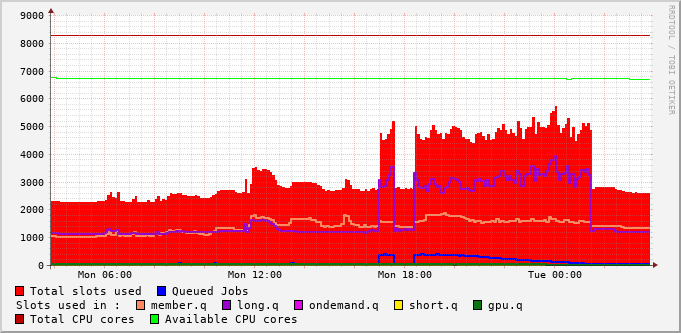 RRDTOOL / TOBI OETIKER
9000
8000
7000
6000
5000
4000
3000
2000
1000
0
Mon 06:00 Mon 12:00 Mon 18:00 Tue 00:00
Total slots used Queued Jobs
Slots used in : member.q long.q ondemand.q short.q gpu.q
Total CPU cores Available CPU cores